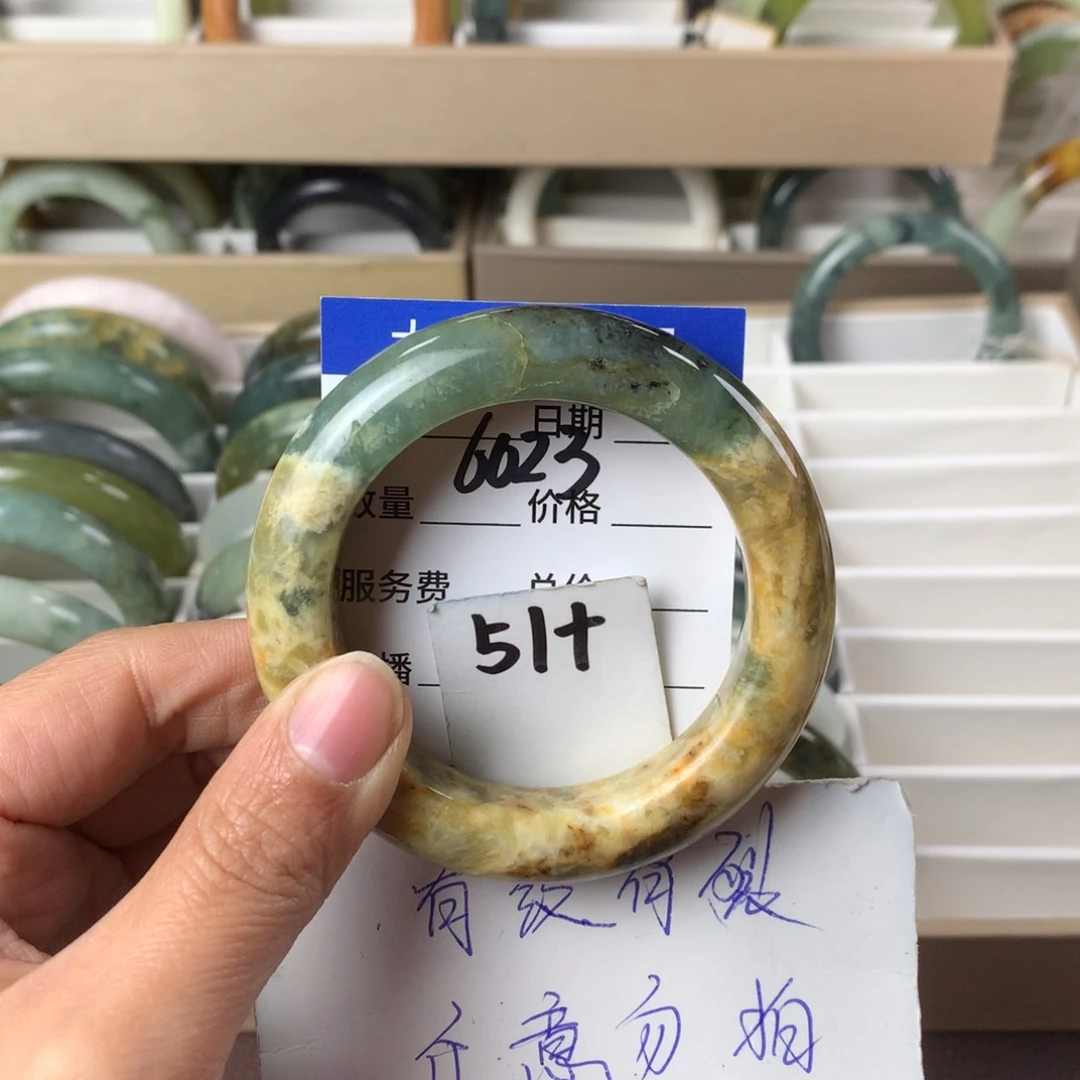 日期
6023
数量 价格
服务费 总价
播
51+
有纹有裂
介意勿拍